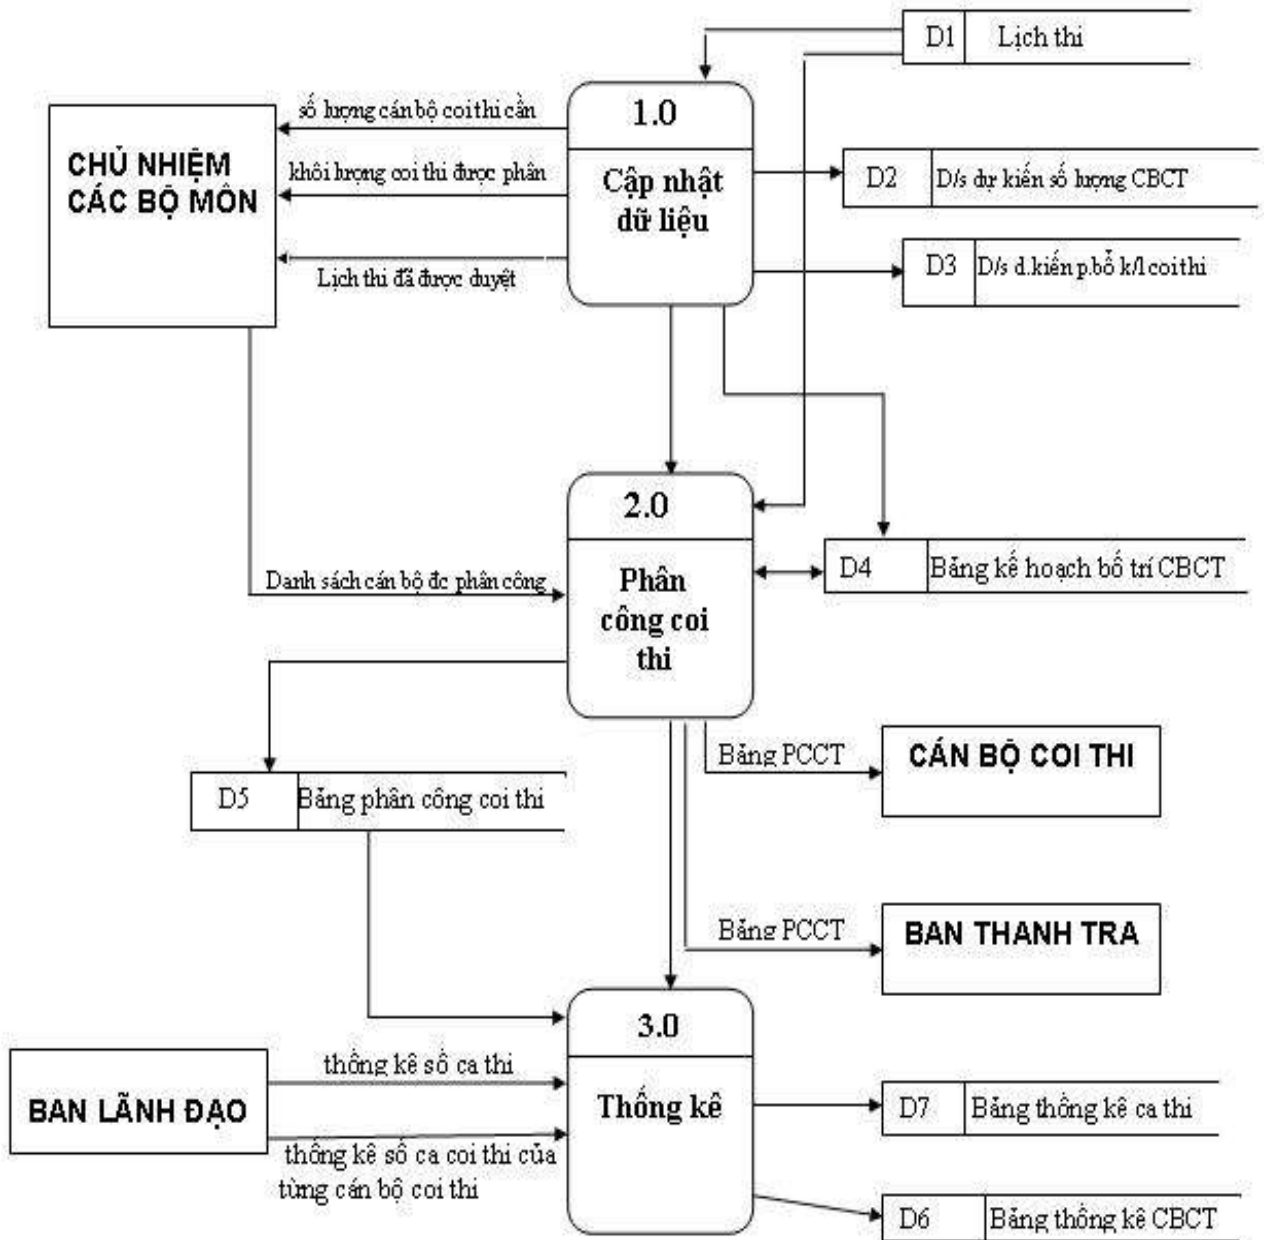 D1 Lịch thi
số lượng cán bộ coi thi cần
1.0
CHỦ NHIỆM
CÁC BỘ MÔN
khôi lượng coi thi được phân
Cập nhật
dữ liệu
D2 D/s dự kiến số lượng CBCT
Lịch thi đã được duyệt
D3 D/s d.kiến p.bổ k/l coi thi
2.0
Danh sách cán bộ đc phân công
Phân
công coi
thi
D4 Bảng kế hoạch bố trí CBCT
Bảng PCCT
CÁN BỘ COI THI
D5 Bảng phân công coi thi
Bảng PCCT
BAN THANH TRA
3.0
thống kê số ca thi
BAN LÃNH ĐẠO
Thống kê
D7 Bảng thống kê ca thi
thống kê số ca coi thi của
từng cán bộ coi thi
D6 Bảng thống kê CBCT